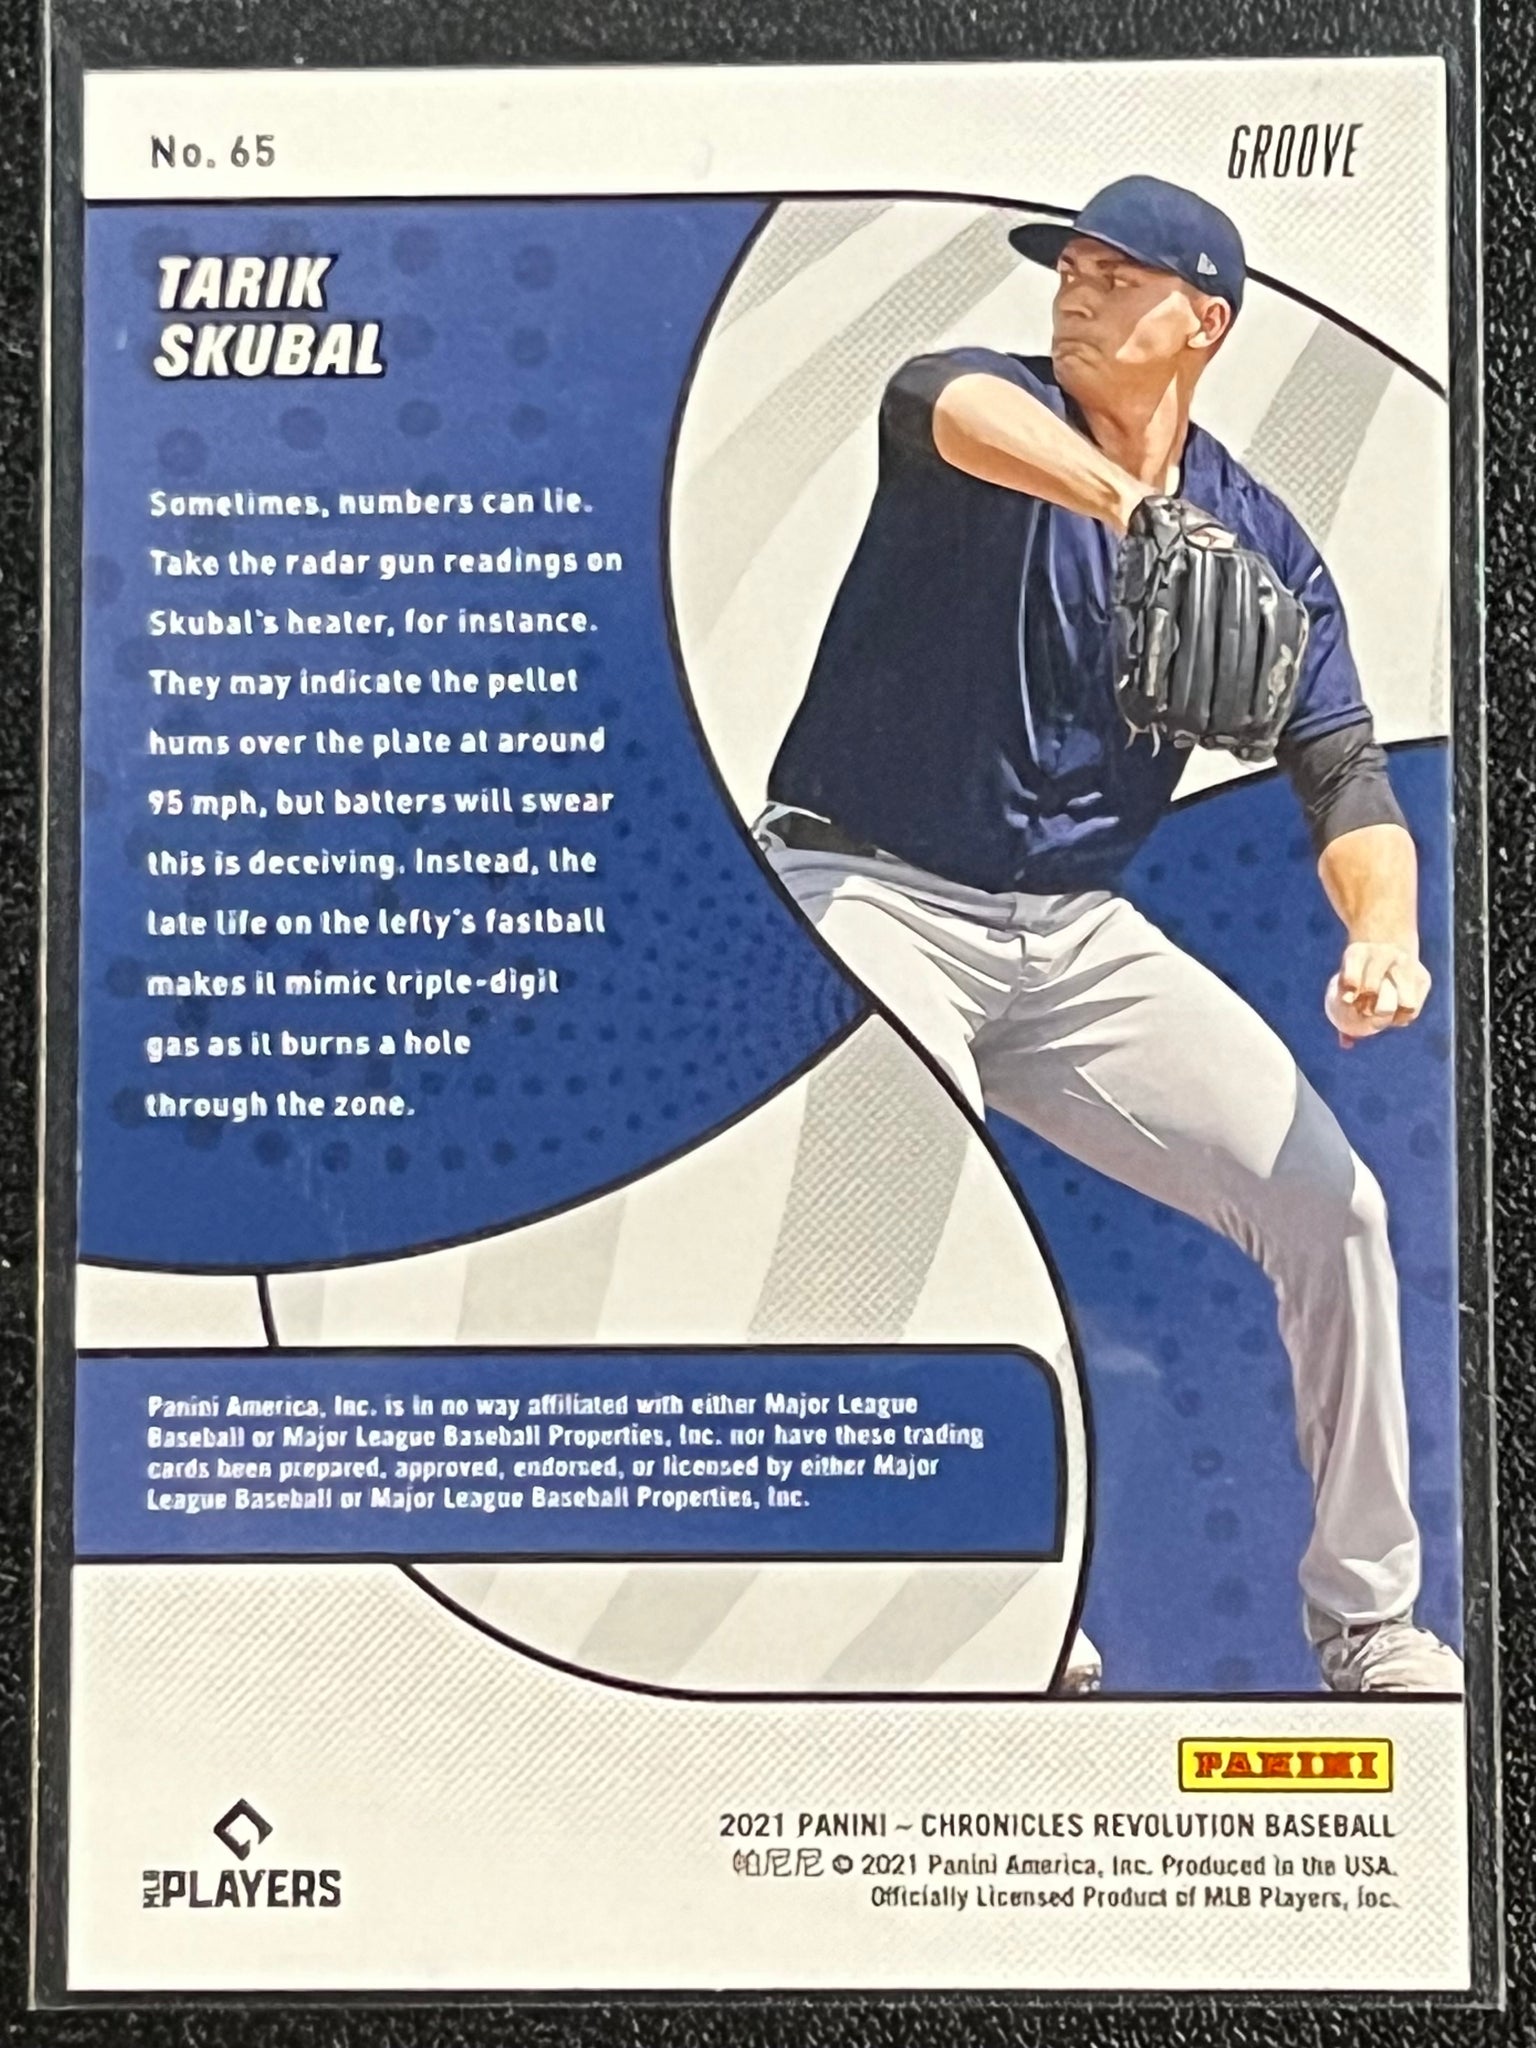 No. 65
GROOVE
TARIK
SKUBAL
Sometimes, numbers can lie.
Take the radar gun readings on
Skubal's heater, for instance.
They may indicate the pellet
hums over the plate at around
95 mph, but batters will swear
this is deceiving. Instead, the
late life on the lefty's fastball
makes it mimic triple-digit
gas as it burns a hole
through the zone.
Panini America, Inc. is in no way affiliated with either Major League
Baseball or Major League Baseball Properties, Inc. nor have these trading
cards been prepared, approved, endorsed, or licensed by either Major
League Baseball or Major League Baseball Properties, Inc.
PANINI
MLB PLAYERS
2021 PANINI ~ CHRONICLES REVOLUTION BASEBALL
帕尼尼 © 2021 Panini America, Inc. Produced in the USA.
Officially Licensed Product of MLB Players, Inc.